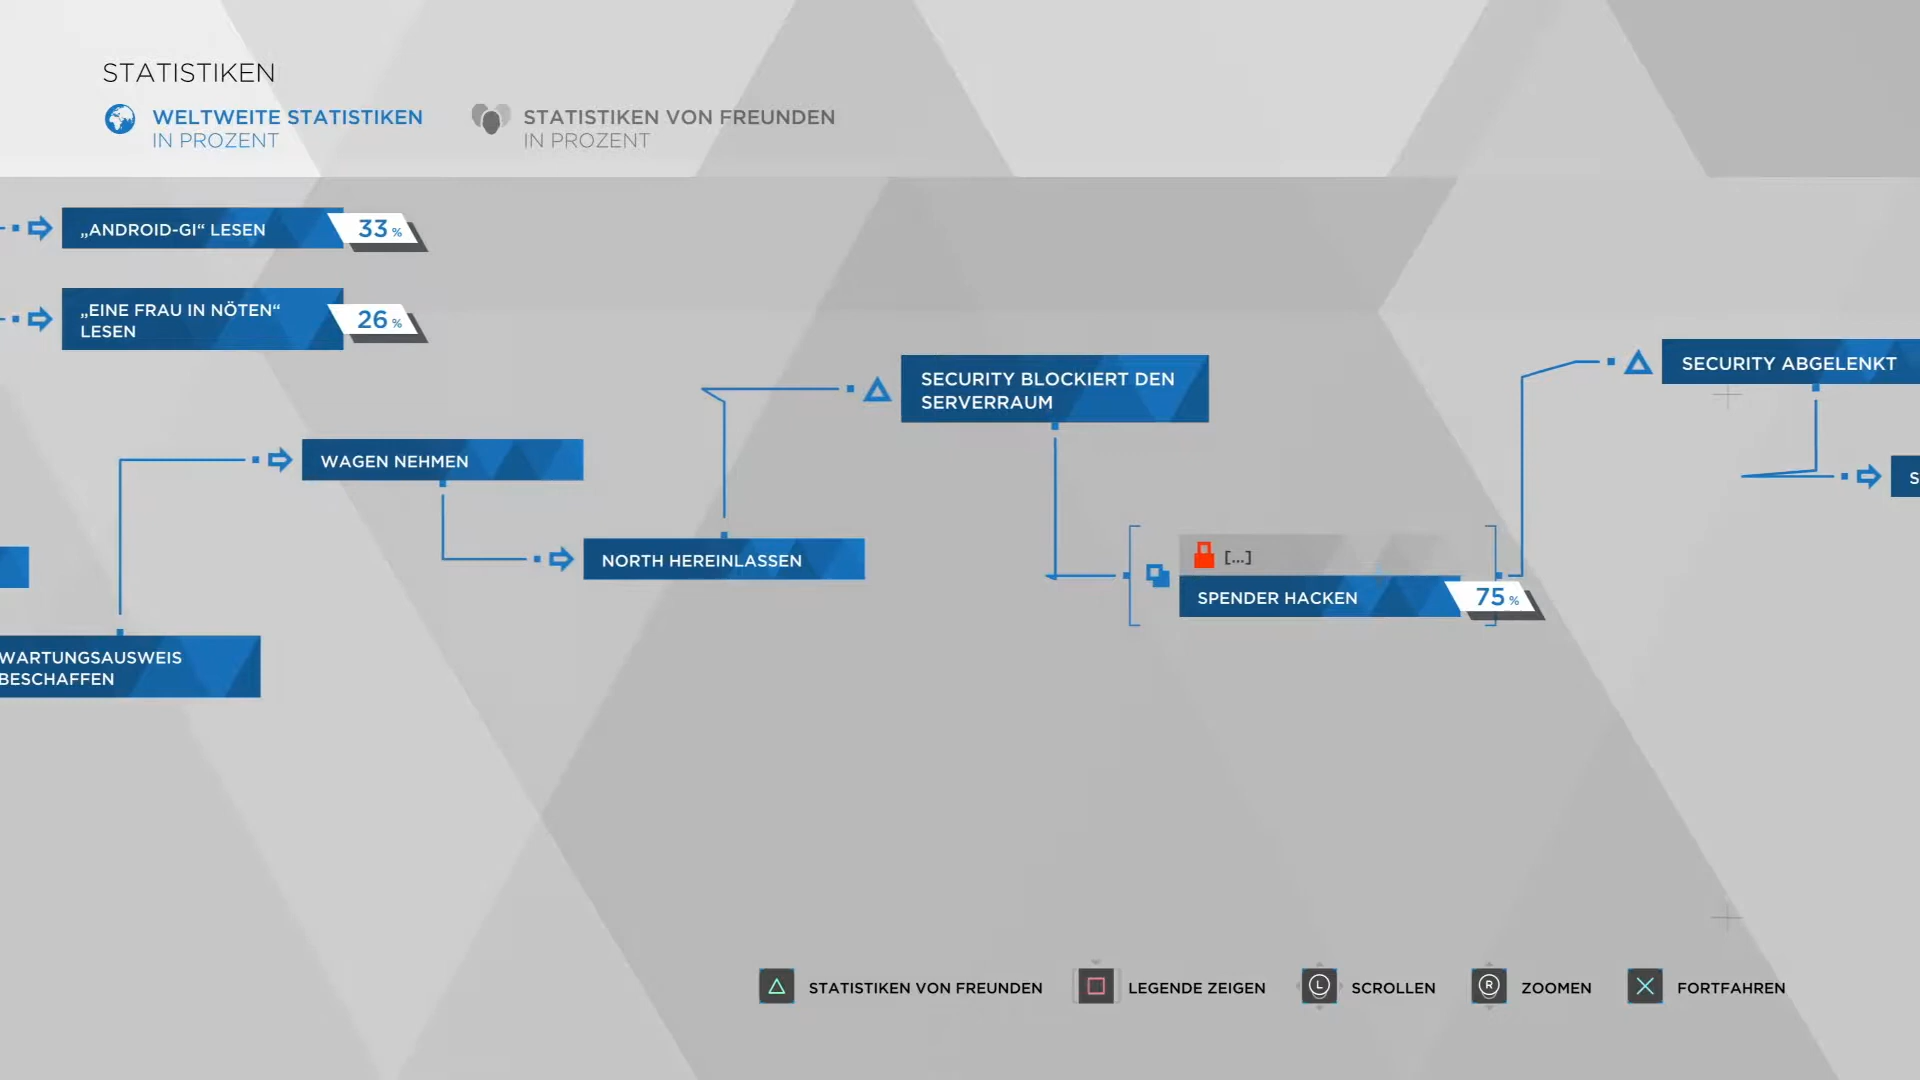 STATISTIKEN
WELTWEITE STATISTIKEN
IN PROZENT
STATISTIKEN VON FREUNDEN
IN PROZENT
„ANDROID-GI“ LESEN
33 %
„EINE FRAU IN NÖTEN“
LESEN
26 %
SECURITY BLOCKIERT DEN
SERVERRAUM
SECURITY ABGELENKT
WAGEN NEHMEN
S
NORTH HEREINLASSEN
[...]
SPENDER HACKEN
75 %
WARTUNGSAUSWEIS
BESCHAFFEN
STATISTIKEN VON FREUNDEN
LEGENDE ZEIGEN
L
SCROLLEN
R
ZOOMEN
FORTFAHREN